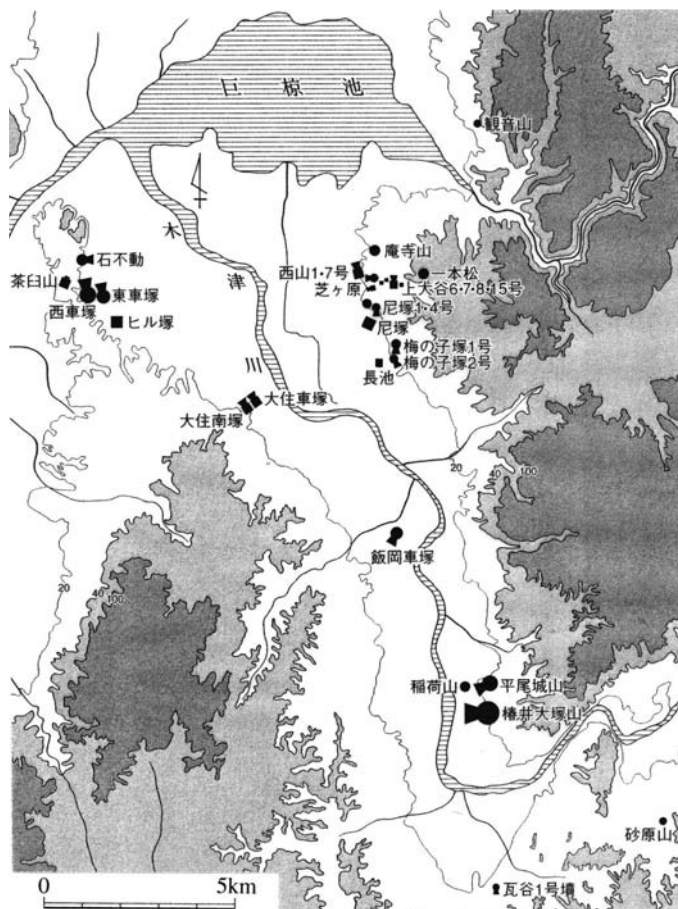 巨椋池
観音山
木津川
庵寺山
石不動
西山1・7号
一本松
茶臼山
芝ヶ原
上大谷6・7・8・15号
東車塚
西車塚
尼塚1・4号
ヒル塚
尼塚
梅の子塚1号
梅の子塚2号
長池
大住車塚
大住南塚
20
40
100
飯岡車塚
20
40
100
稲荷山
平尾城山
椿井大塚山
砂原山
瓦谷1号墳
0
5km